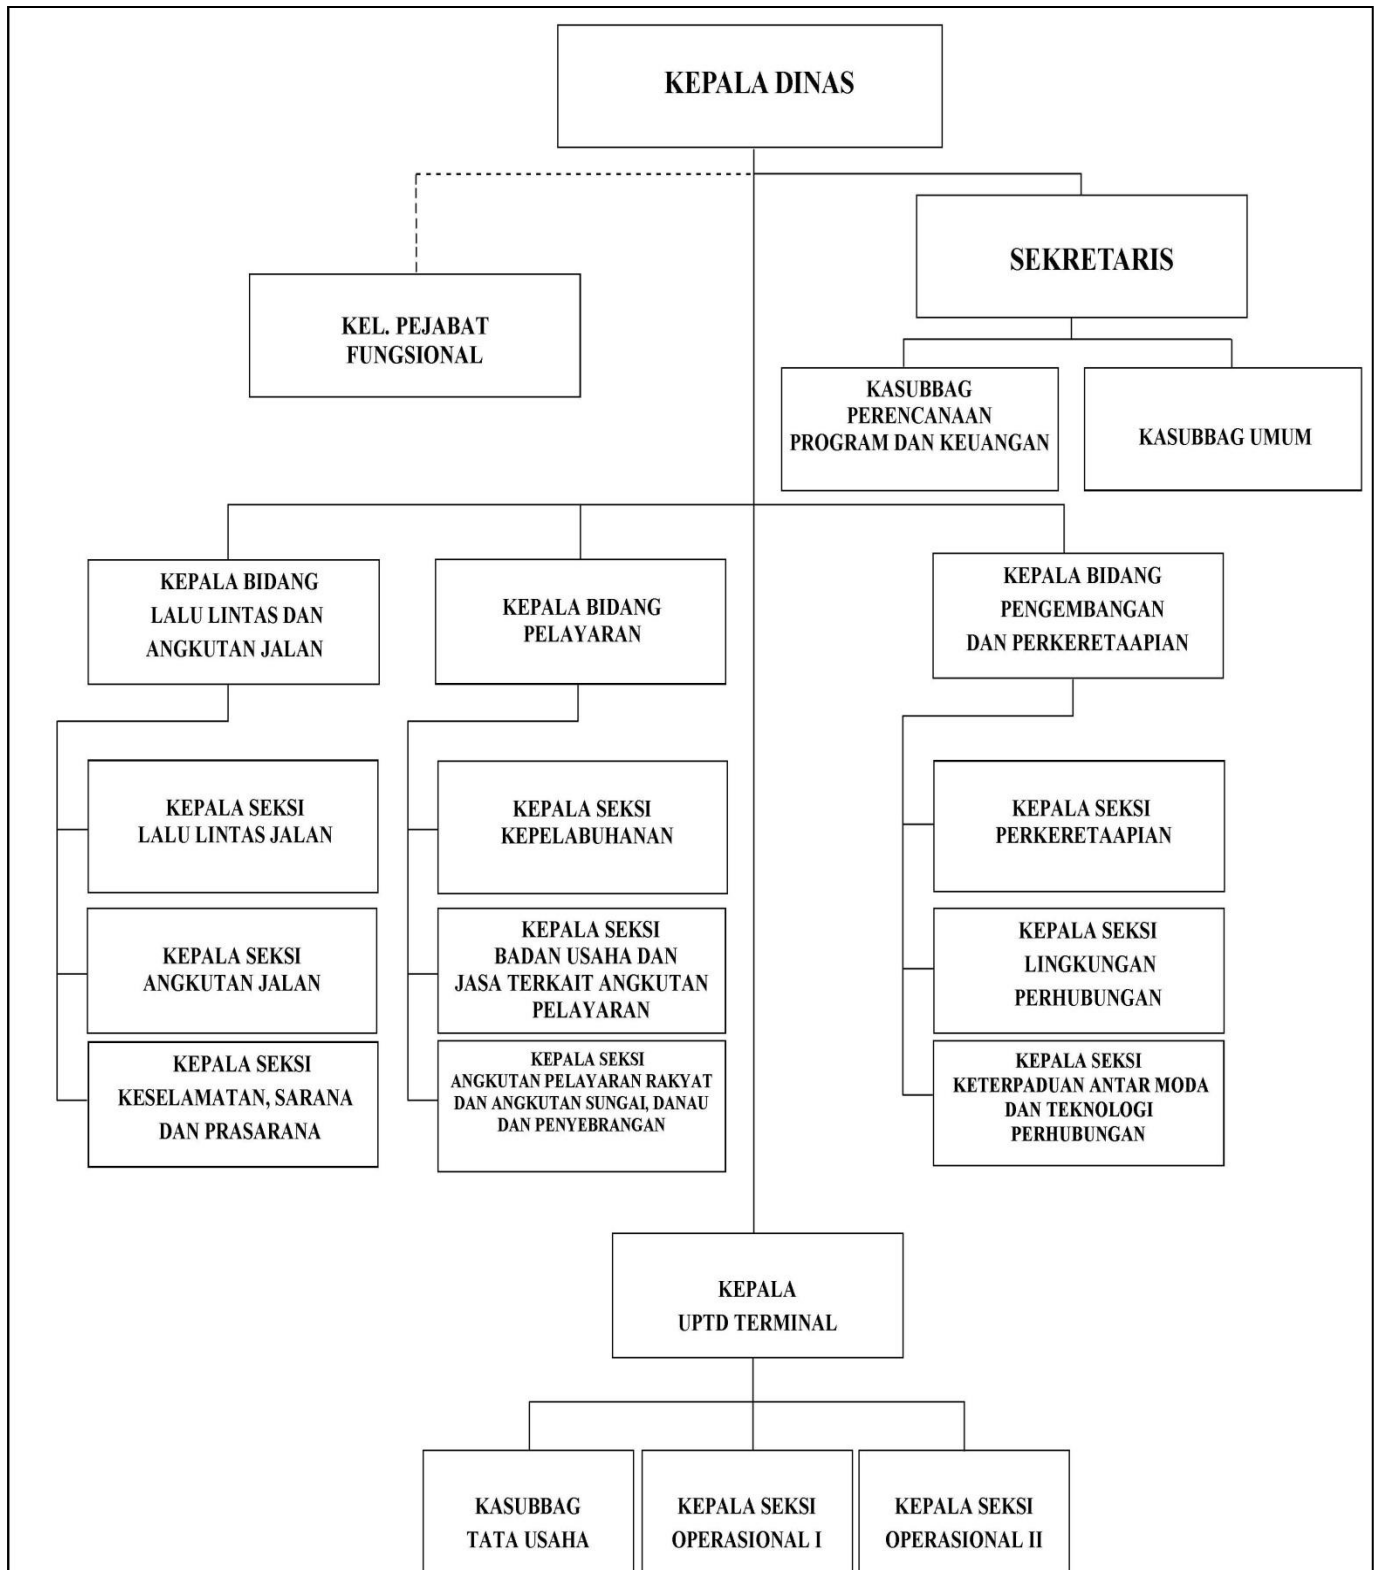 KEPALA DINAS
SEKRETARIS
KEL. PEJABAT
FUNGSIONAL
KASUBBAG
PERENCANAAN
PROGRAM DAN KEUANGAN
KASUBBAG UMUM
KEPALA BIDANG
LALU LINTAS DAN
ANGKUTAN JALAN
KEPALA BIDANG
PELAYARAN
KEPALA BIDANG
PENGEMBANGAN
DAN PERKERETAAPIAN
KEPALA SEKSI
LALU LINTAS JALAN
KEPALA SEKSI
KEPELABUHANAN
KEPALA SEKSI
PERKERETAAPIAN
KEPALA SEKSI
ANGKUTAN JALAN
KEPALA SEKSI
BADAN USAHA DAN
JASA TERKAIT ANGKUTAN
PELAYARAN
KEPALA SEKSI
LINGKUNGAN
PERHUBUNGAN
KEPALA SEKSI
KESELAMATAN, SARANA
DAN PRASARANA
KEPALA SEKSI
ANGKUTAN PELAYARAN RAKYAT
DAN ANGKUTAN SUNGAI, DANAU
DAN PENYEBRANGAN
KEPALA SEKSI
KETERPADUAN ANTAR MODA
DAN TEKNOLOGI
PERHUBUNGAN
KEPALA
UPTD TERMINAL
KASUBBAG
TATA USAHA
KEPALA SEKSI
OPERASIONAL I
KEPALA SEKSI
OPERASIONAL II